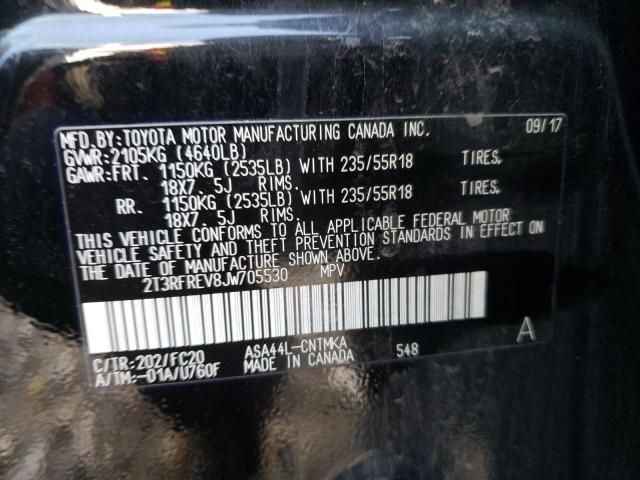 MFD. BY: TOYOTA MOTOR MANUFACTURING CANADA INC. 09/17
GVWR: 2105KG (4640LB)
GAWR: FRT. 1150KG (2535LB) WITH 235/55R18 TIRES,
18X7. 5J RIMS.
RR. 1150KG (2535LB) WITH 235/55R18 TIRES,
18X7. 5J RIMS.
THIS VEHICLE CONFORMS TO ALL APPLICABLE FEDERAL MOTOR
VEHICLE SAFETY AND THEFT PREVENTION STANDARDS IN EFFECT ON
THE DATE OF MANUFACTURE SHOWN ABOVE.
2T3RFREV8JW705530 MPV
A
C/TR: 202/FC20 ASA44L-CNTMKA 548
A/TM: -01A/U760F MADE IN CANADA